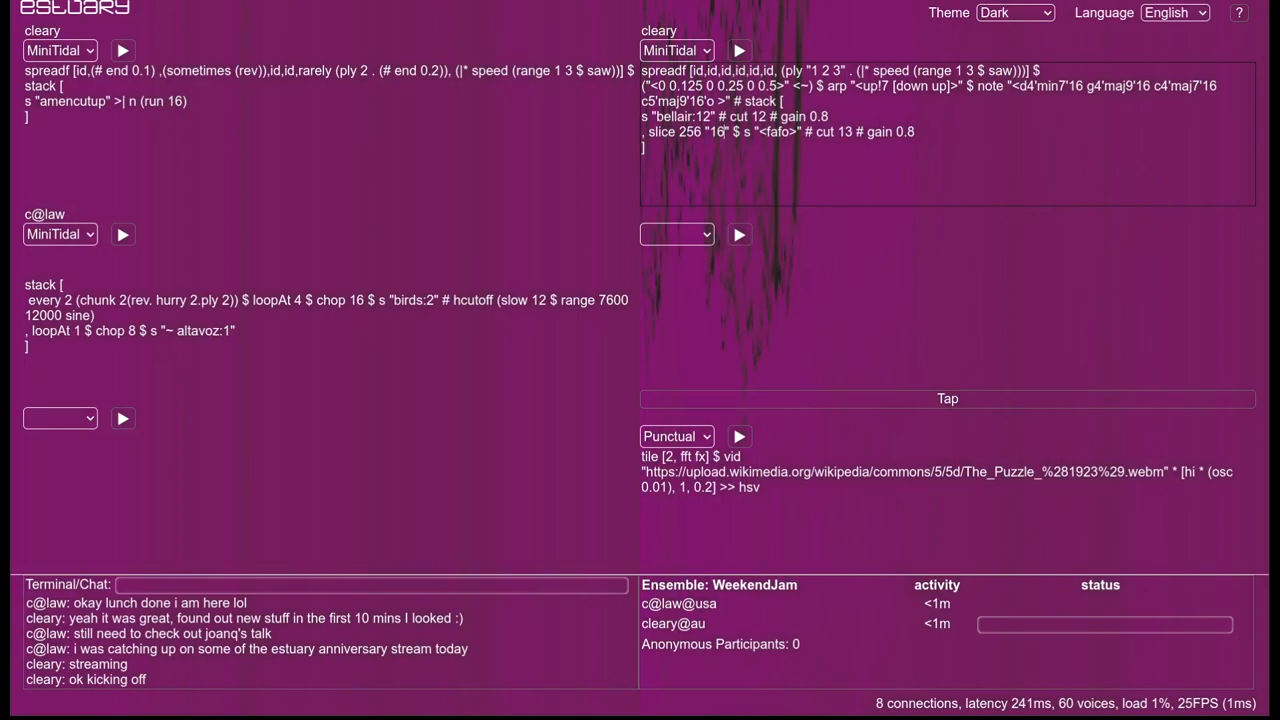 estuary
Theme Dark Language English ?
cleary
MiniTidal
spreadf [id,(# end 0.1) ,(sometimes (rev)),id,id,rarely (ply 2 . (# end 0.2)), (|* speed (range 1 3 $ saw))] $
stack [
s "amencutup" >| n (run 16)
]
c@law
MiniTidal
stack [
every 2 (chunk 2(rev. hurry 2.ply 2)) $ loopAt 4 $ chop 16 $ s "birds:2" # hcutoff (slow 12 $ range 7600
12000 sine)
, loopAt 1 $ chop 8 $ s "~ altavoz:1"
]
cleary
MiniTidal
spreadf [id,id,id,id,id,id, (ply "1 2 3" . (|* speed (range 1 3 $ saw)))] $
("<0 0.125 0 0.25 0 0.5>" <~) $ arp "<up!7 [down up]>" $ note "<d4'min7'16 g4'maj9'16 c4'maj7'16
c5'maj9'16'o >" # stack [
s "bellair:12" # cut 12 # gain 0.8
, slice 256 "16" $ s "<fafo>" # cut 13 # gain 0.8
]
Tap
Punctual
tile [2, fft fx] $ vid
"https://upload.wikimedia.org/wikipedia/commons/5/5d/The_Puzzle_%281923%29.webm" * [hi * (osc
0.01), 1, 0.2] >> hsv
Terminal/Chat:
c@law: okay lunch done i am here lol
cleary: yeah it was great, found out new stuff in the first 10 mins I looked :)
c@law: still need to check out joanq's talk
c@law: i was catching up on some of the estuary anniversary stream today
cleary: streaming
cleary: ok kicking off
Ensemble: WeekendJam activity status
c@law@usa <1m
cleary@au <1m
Anonymous Participants: 0
8 connections, latency 241ms, 60 voices, load 1%, 25FPS (1ms)